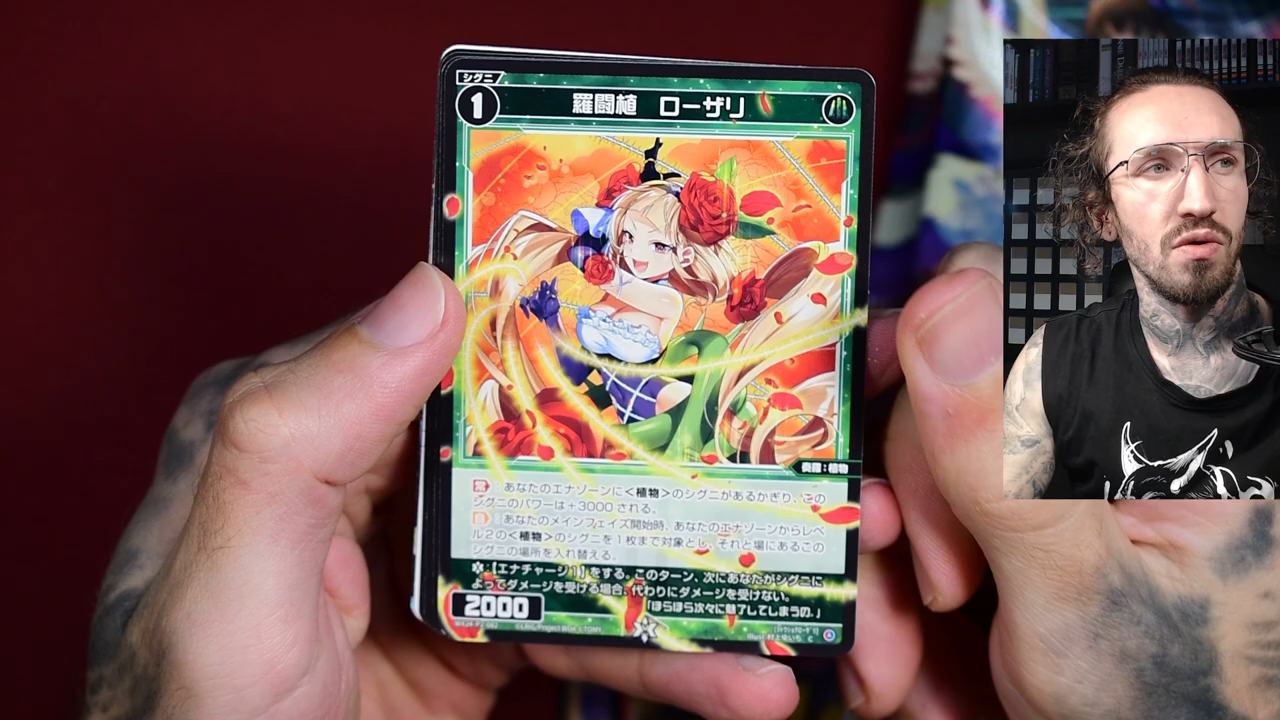 シグニ
1
羅闘植 ローザリ
奏羅:植物
常:あなたのエナゾーンに<植物>のシグニがあるかぎり、この
シグニのパワーは+3000される。
自:あなたのメインフェイズ開始時、あなたのエナゾーンからレベ
ル2の<植物>のシグニを1枚まで対象とし、それと場にあるこの
シグニの場所を入れ替える。
:【エナチャージ1】をする。このターン、次にあなたがシグニに
よってダメージを受ける場合、代わりにダメージを受けない。
「ほらほら次々に魅了してしまうの。」
2000